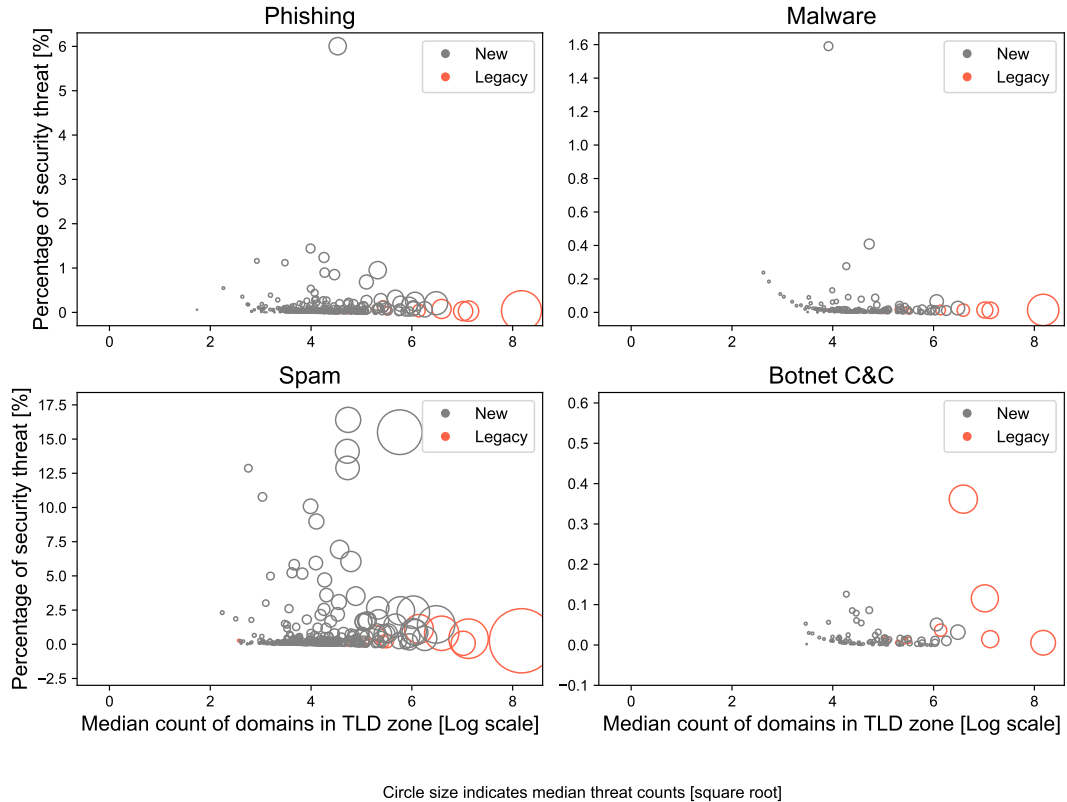 Phishing
Percentage of security threat [%]
6
5
4
3
2
1
0
0 2 4 6 8
New
Legacy
Malware
1.6
1.4
1.2
1.0
0.8
0.6
0.4
0.2
0.0
0 2 4 6 8
New
Legacy
Spam
Percentage of security threat [%]
17.5
15.0
12.5
10.0
7.5
5.0
2.5
0.0
−2.5
0 2 4 6 8
Median count of domains in TLD zone [Log scale]
New
Legacy
Botnet C&C
0.6
0.5
0.4
0.3
0.2
0.1
0.0
−0.1
0 2 4 6 8
Median count of domains in TLD zone [Log scale]
New
Legacy
Circle size indicates median threat counts [square root]